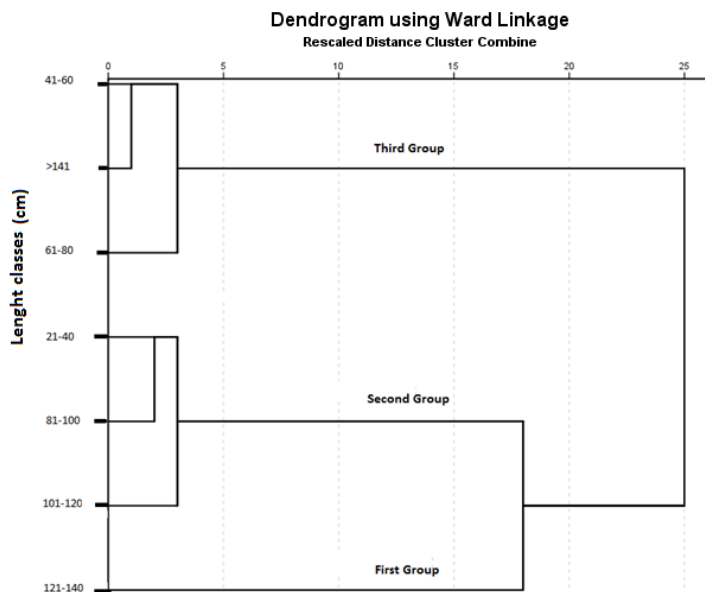 Dendrogram using Ward Linkage
Rescaled Distance Cluster Combine
0 5 10 15 20 25
Lenght classes (cm)
41-60
Third Group
>141
61-80
21-40
Second Group
81-100
101-120
First Group
121-140